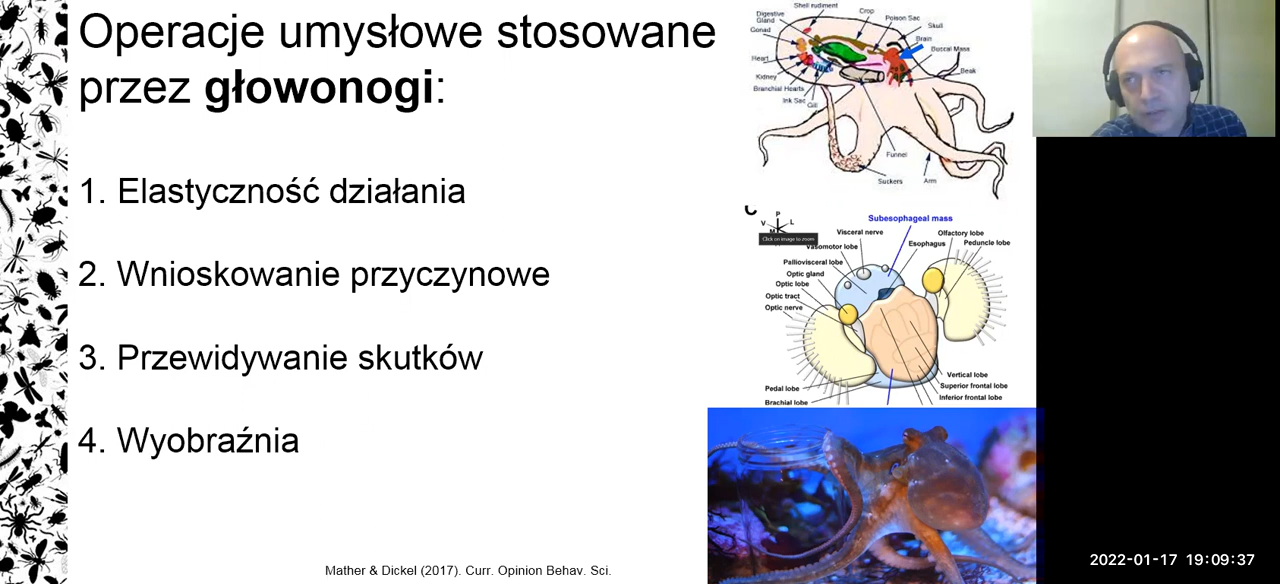 Operacje umysłowe stosowane
przez głowonogi:
1. Elastyczność działania
2. Wnioskowanie przyczynowe
3. Przewidywanie skutków
4. Wyobraźnia
Mather & Dickel (2017). Curr. Opinion Behav. Sci.
Shell rudiment
Digestive
Gland
Crop
Poison Sac
Gonad
Skull
Brain
Buccal Mass
Heart
Beak
Kidney
Branchial Hearts
Ink Sac
Gill
Funnel
Suckers
Arm
C
P
V
L
Click on image to zoom
Subesophageal mass
Visceral nerve
Olfactory lobe
Vasomotor lobe
Esophagus
Peduncle lobe
Palliovisceral lobe
Optic gland
Optic lobe
Optic tract
Optic nerve
Vertical lobe
Pedal lobe
Superior frontal lobe
Brachial lobe
Inferior frontal lobe
2022-01-17 19:09:37